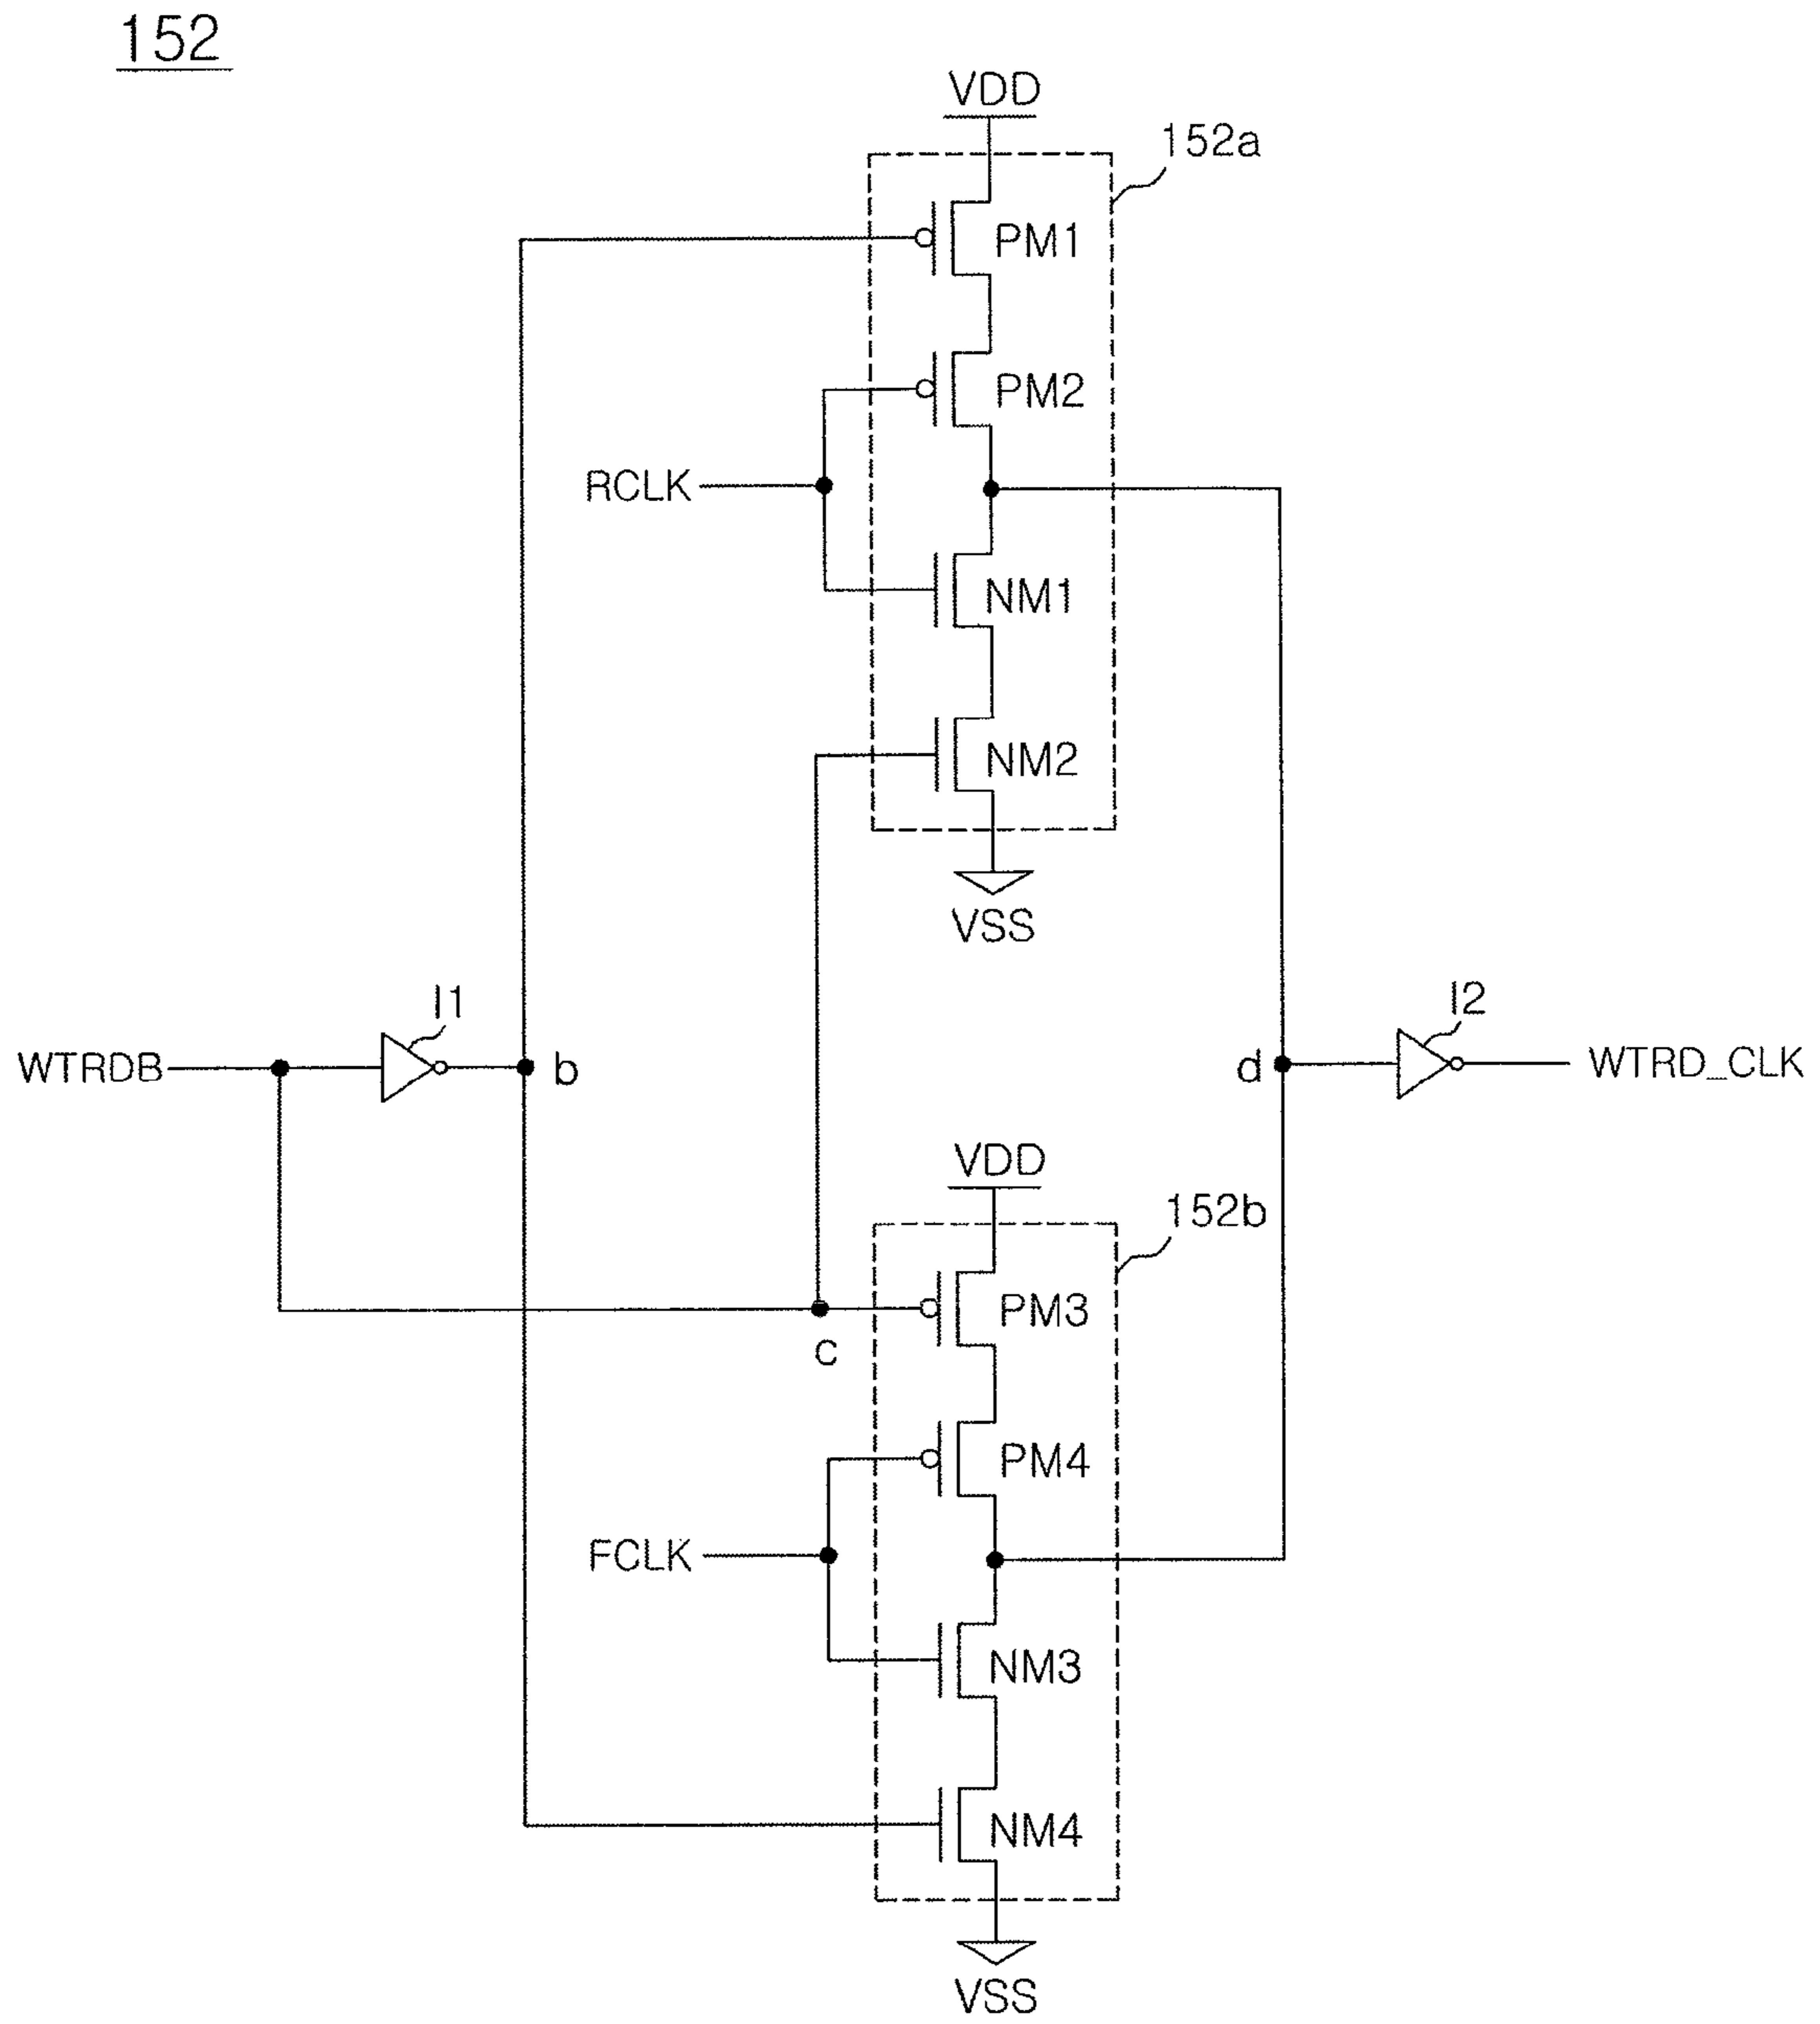 152
VDD
152a
PM1
PM2
RCLK
NM1
NM2
VSS
I1
I2
WTRDB
b
d
WTRD_CLK
VDD
152b
PM3
c
PM4
FCLK
NM3
NM4
VSS